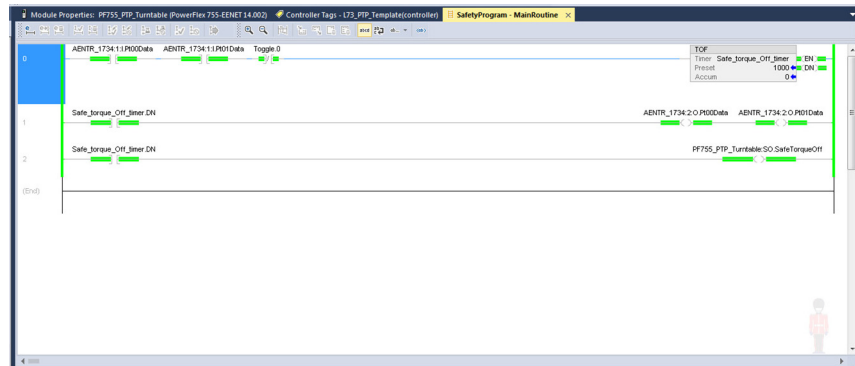 Module Properties: PF755_PTP_Turntable (PowerFlex 755-EENET 14.002) Controller Tags - L73_PTP_Template(controller) SafetyProgram - MainRoutine
0 AENTR_1734:1:I.Pt00Data AENTR_1734:1:I.Pt01Data Toggle.0 TOF
Timer Safe_torque_Off_timer EN
Preset 1000 DN
Accum 0
1 Safe_torque_Off_timer.DN AENTR_1734:2:O.Pt00Data AENTR_1734:2:O.Pt01Data
2 Safe_torque_Off_timer.DN PF755_PTP_Turntable:SO.SafeTorqueOff
(End)